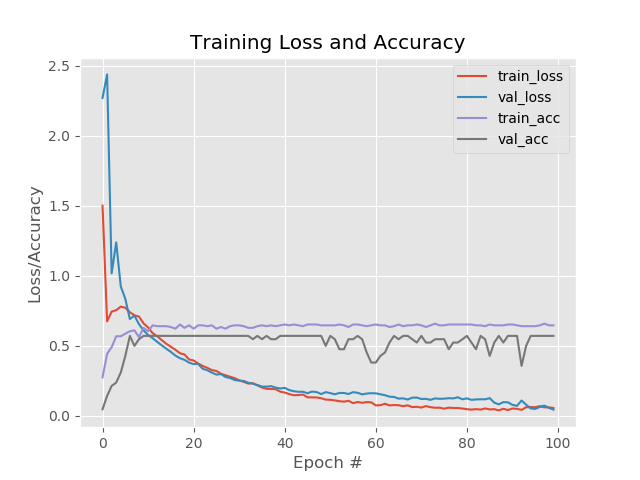 Training Loss and Accuracy
train_loss
val_loss
train_acc
val_acc
Loss/Accuracy
2.5
2.0
1.5
1.0
0.5
0.0
0 20 40 60 80 100
Epoch #